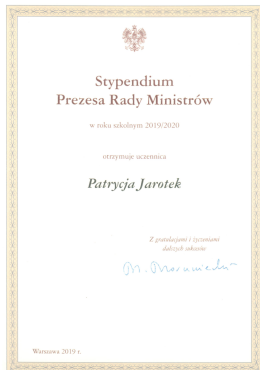 Stypendium
Prezesa Rady Ministrów
w roku szkolnym 2019/2020
otrzymuje uczennica
Patrycja Jarotek
Z gratulacjami i życzeniami
dalszych sukcesów
Warszawa 2019 r.